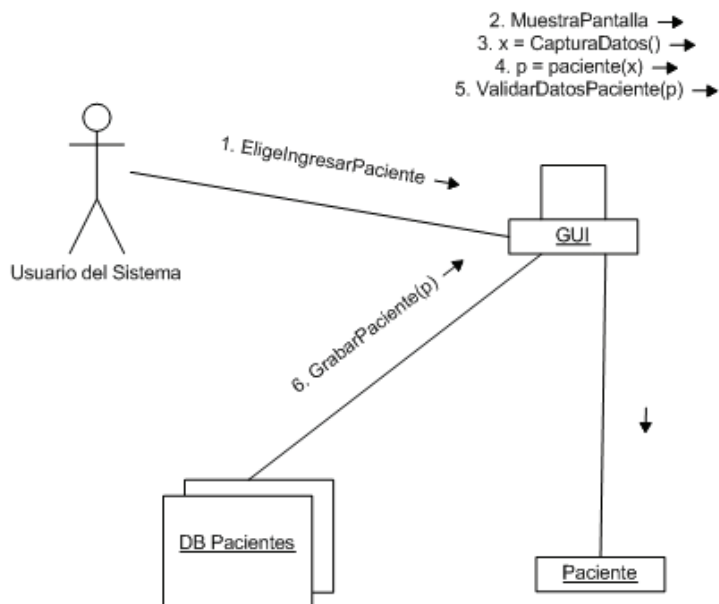 2. MuestraPantalla
3. x = CapturaDatos()
4. p = paciente(x)
5. ValidarDatosPaciente(p)
1. EligeIngresarPaciente
GUI
Usuario del Sistema
6. GrabarPaciente(p)
DB Pacientes
Paciente